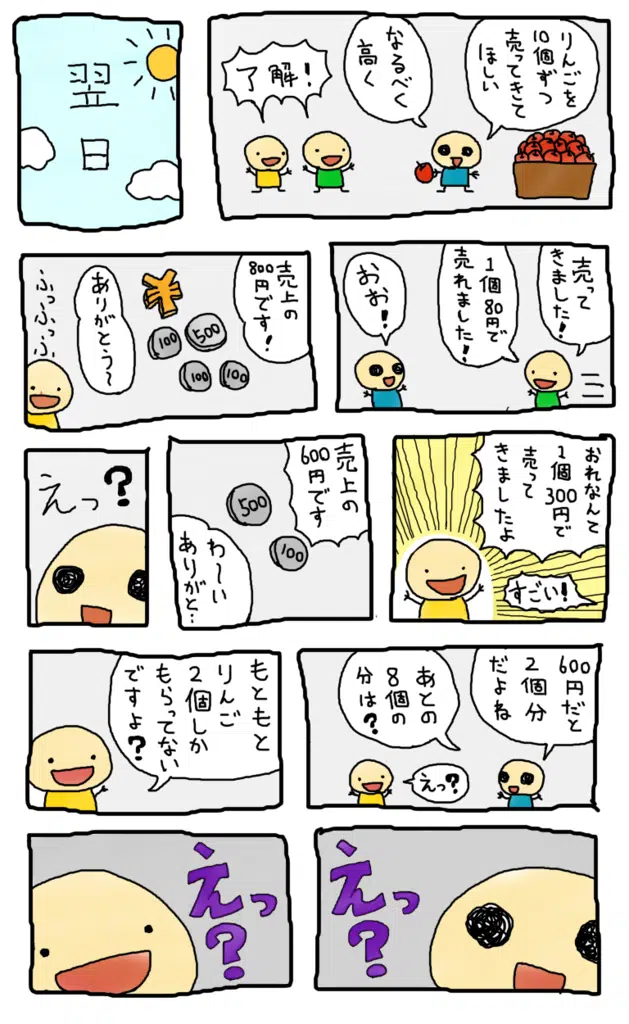 りんごを
10個ずつ
売ってきて
ほしい
なるべく
高く
了解!
翌
日
売って
きました!
1個80円で
売れました!
おぉ!
売上の
800円です!
¥
100
500
100
100
ありがとう〜
ふっふっふ
おれなんて
1個300円で
売って
きましたよ
すごい!
売上の
600円です
500
100
わ〜い
ありがと…
えっ?
600円だと
2個分
だよね
あとの
8個の
分は?
えっ?
もともと
りんご
2個しか
もらってない
ですよ?
えっ?
えっ?